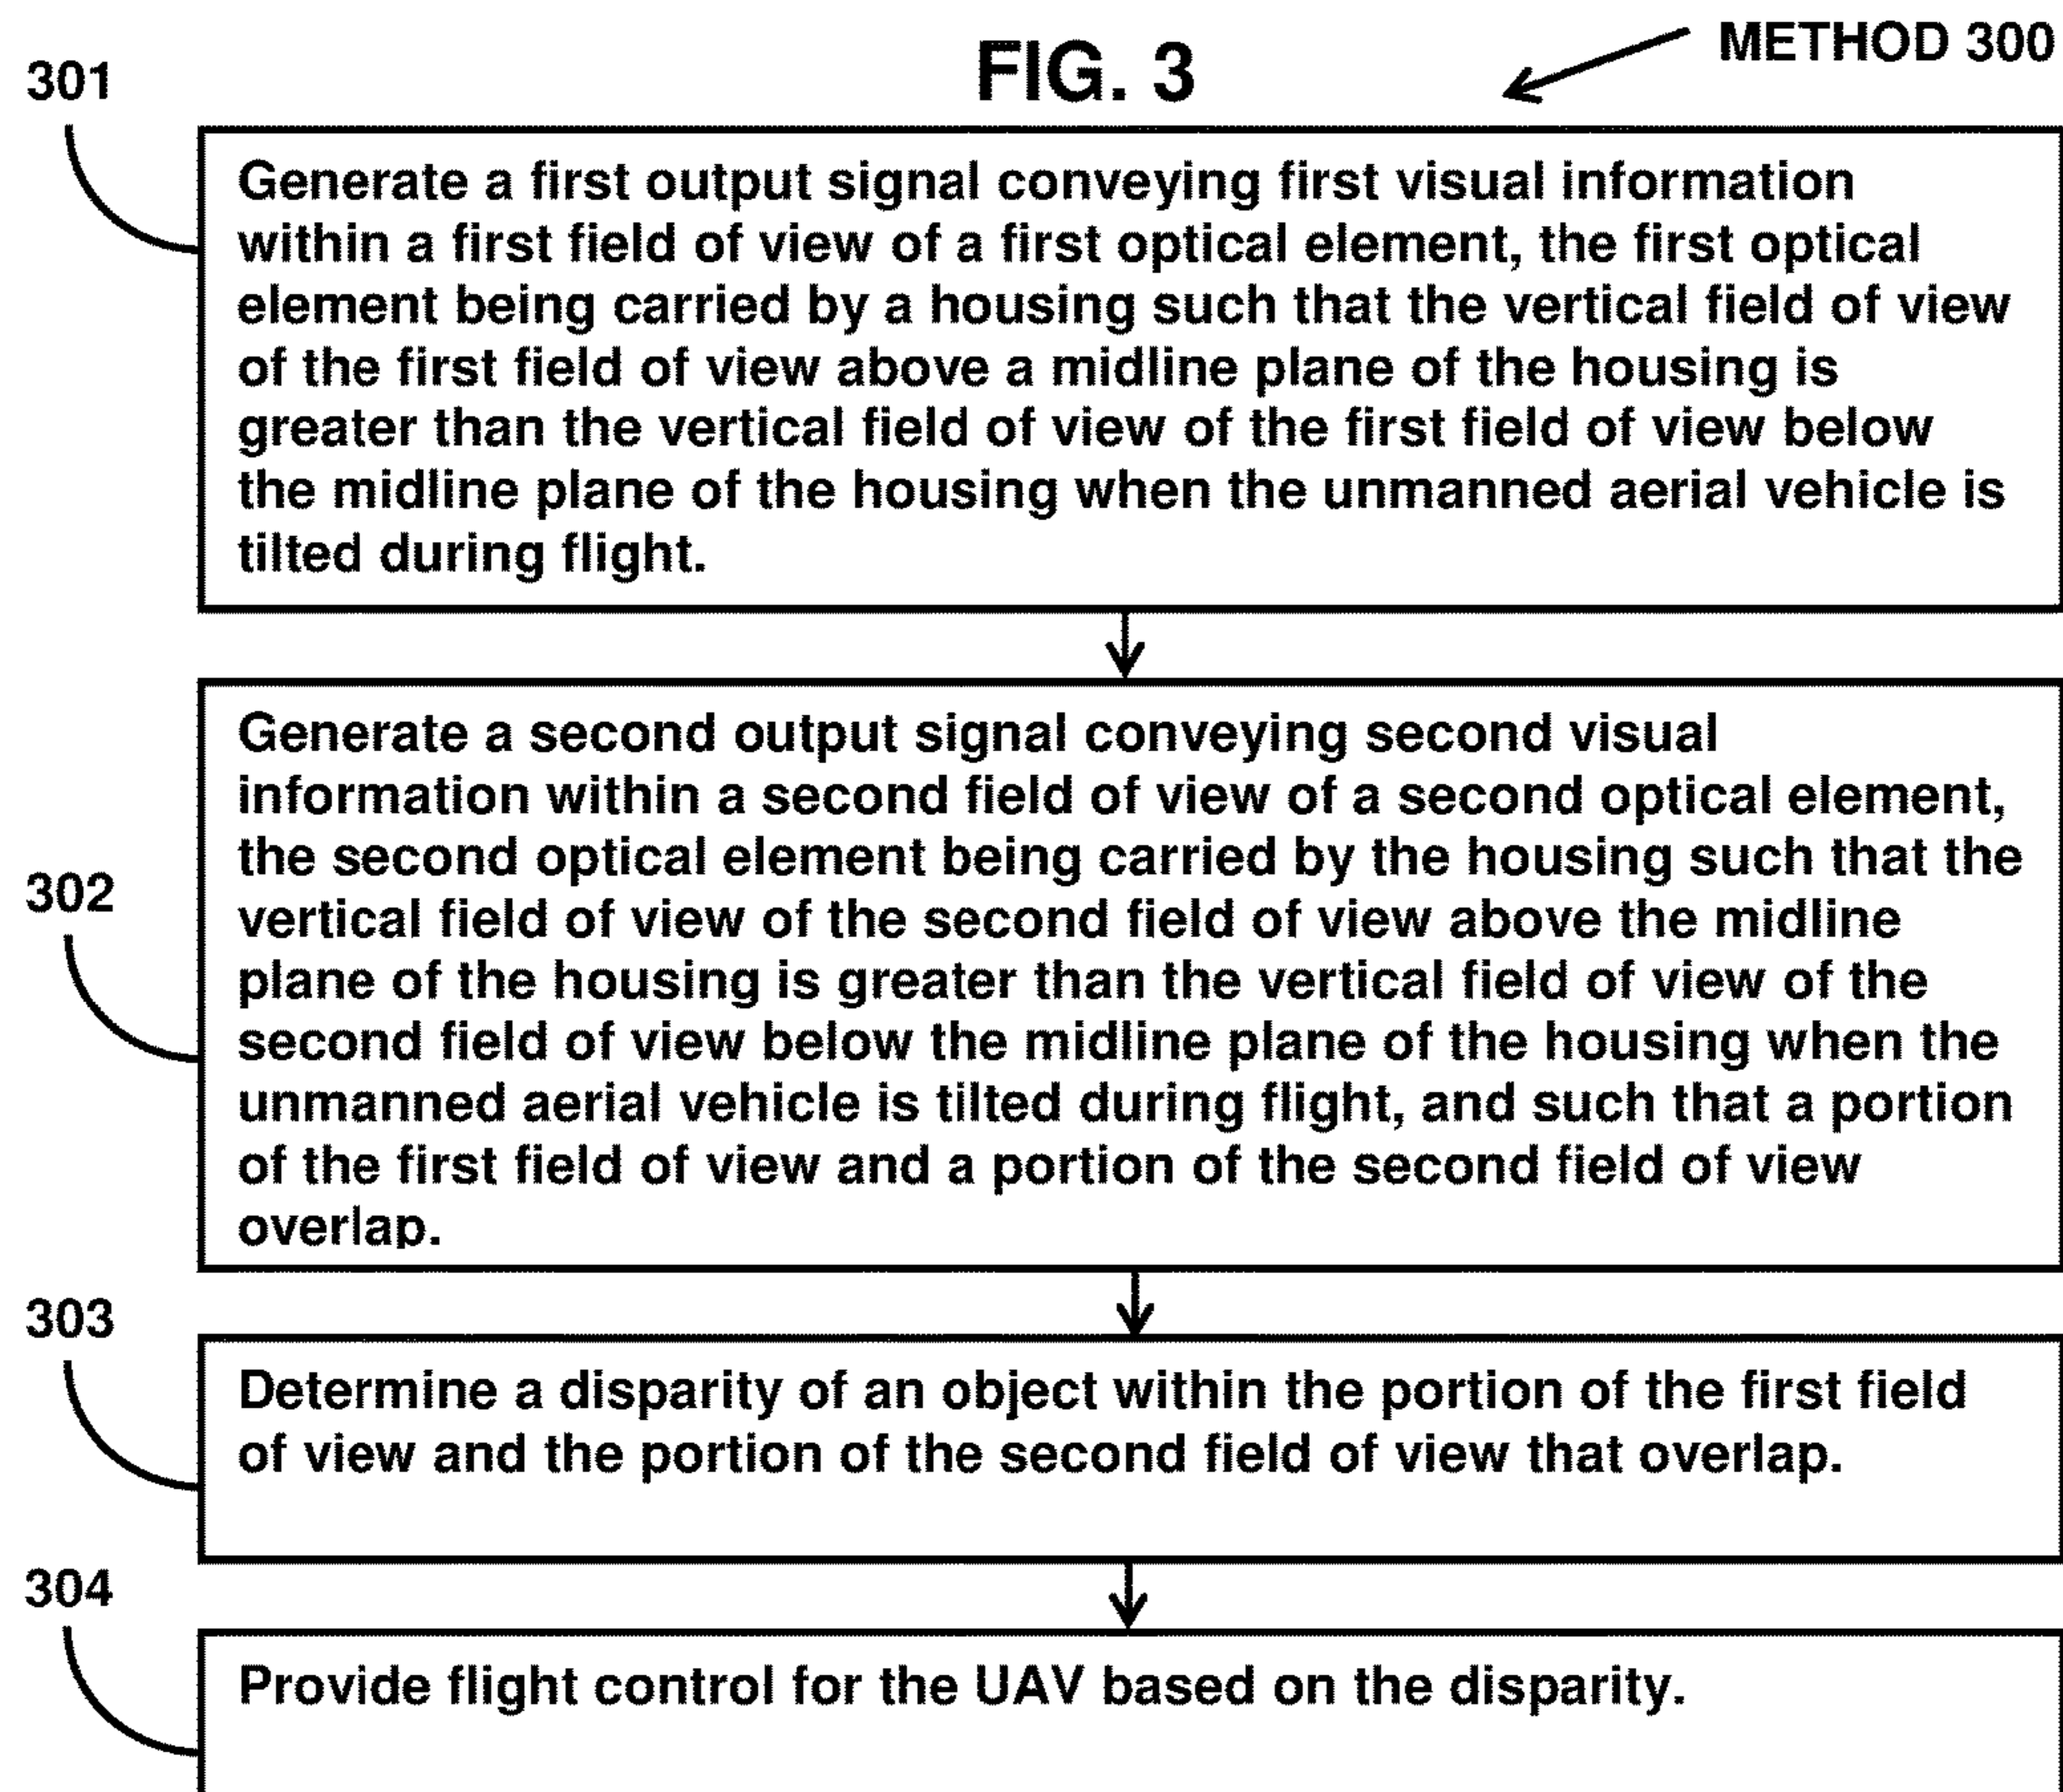 FIG. 3
METHOD 300
301
Generate a first output signal conveying first visual information
within a first field of view of a first optical element, the first optical
element being carried by a housing such that the vertical field of view
of the first field of view above a midline plane of the housing is
greater than the vertical field of view of the first field of view below
the midline plane of the housing when the unmanned aerial vehicle is
tilted during flight.
302
Generate a second output signal conveying second visual
information within a second field of view of a second optical element,
the second optical element being carried by the housing such that the
vertical field of view of the second field of view above the midline
plane of the housing is greater than the vertical field of view of the
second field of view below the midline plane of the housing when the
unmanned aerial vehicle is tilted during flight, and such that a portion
of the first field of view and a portion of the second field of view
overlap.
303
Determine a disparity of an object within the portion of the first field
of view and the portion of the second field of view that overlap.
304
Provide flight control for the UAV based on the disparity.